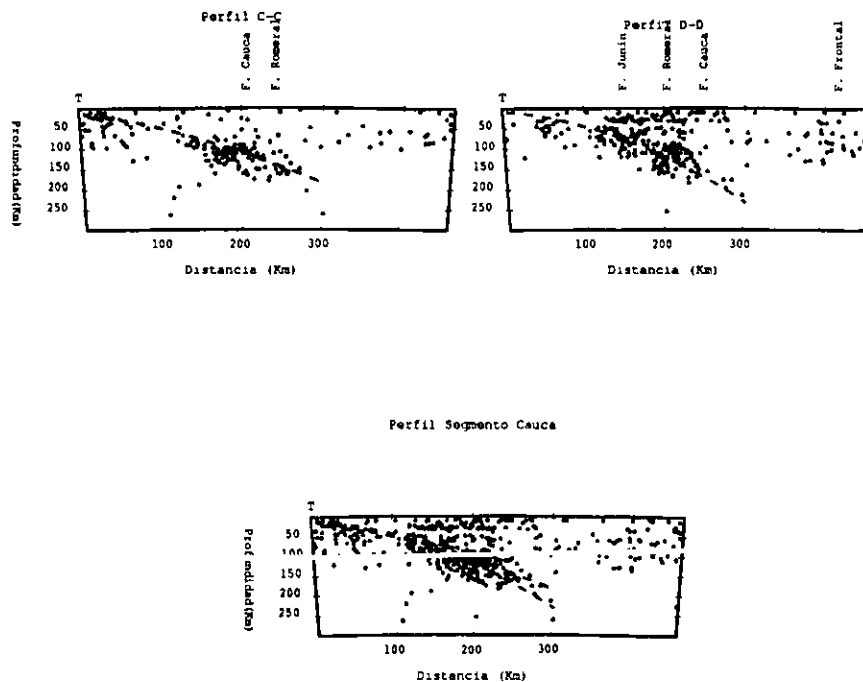 Perfil C-C
F. Cauca
F. Romeral
T
50
100
150
200
250
Profundidad(Km)
100
200
300
Distancia (Km)
Perfil D-D
F. Junin
F. Romeral
F. Cauca
F. Frontal
T
50
100
150
200
250
100
200
300
Distancia (Km)
Perfil Segmento Cauca
T
50
100
150
200
250
Profundidad(Km)
100
200
300
Distancia (Km)